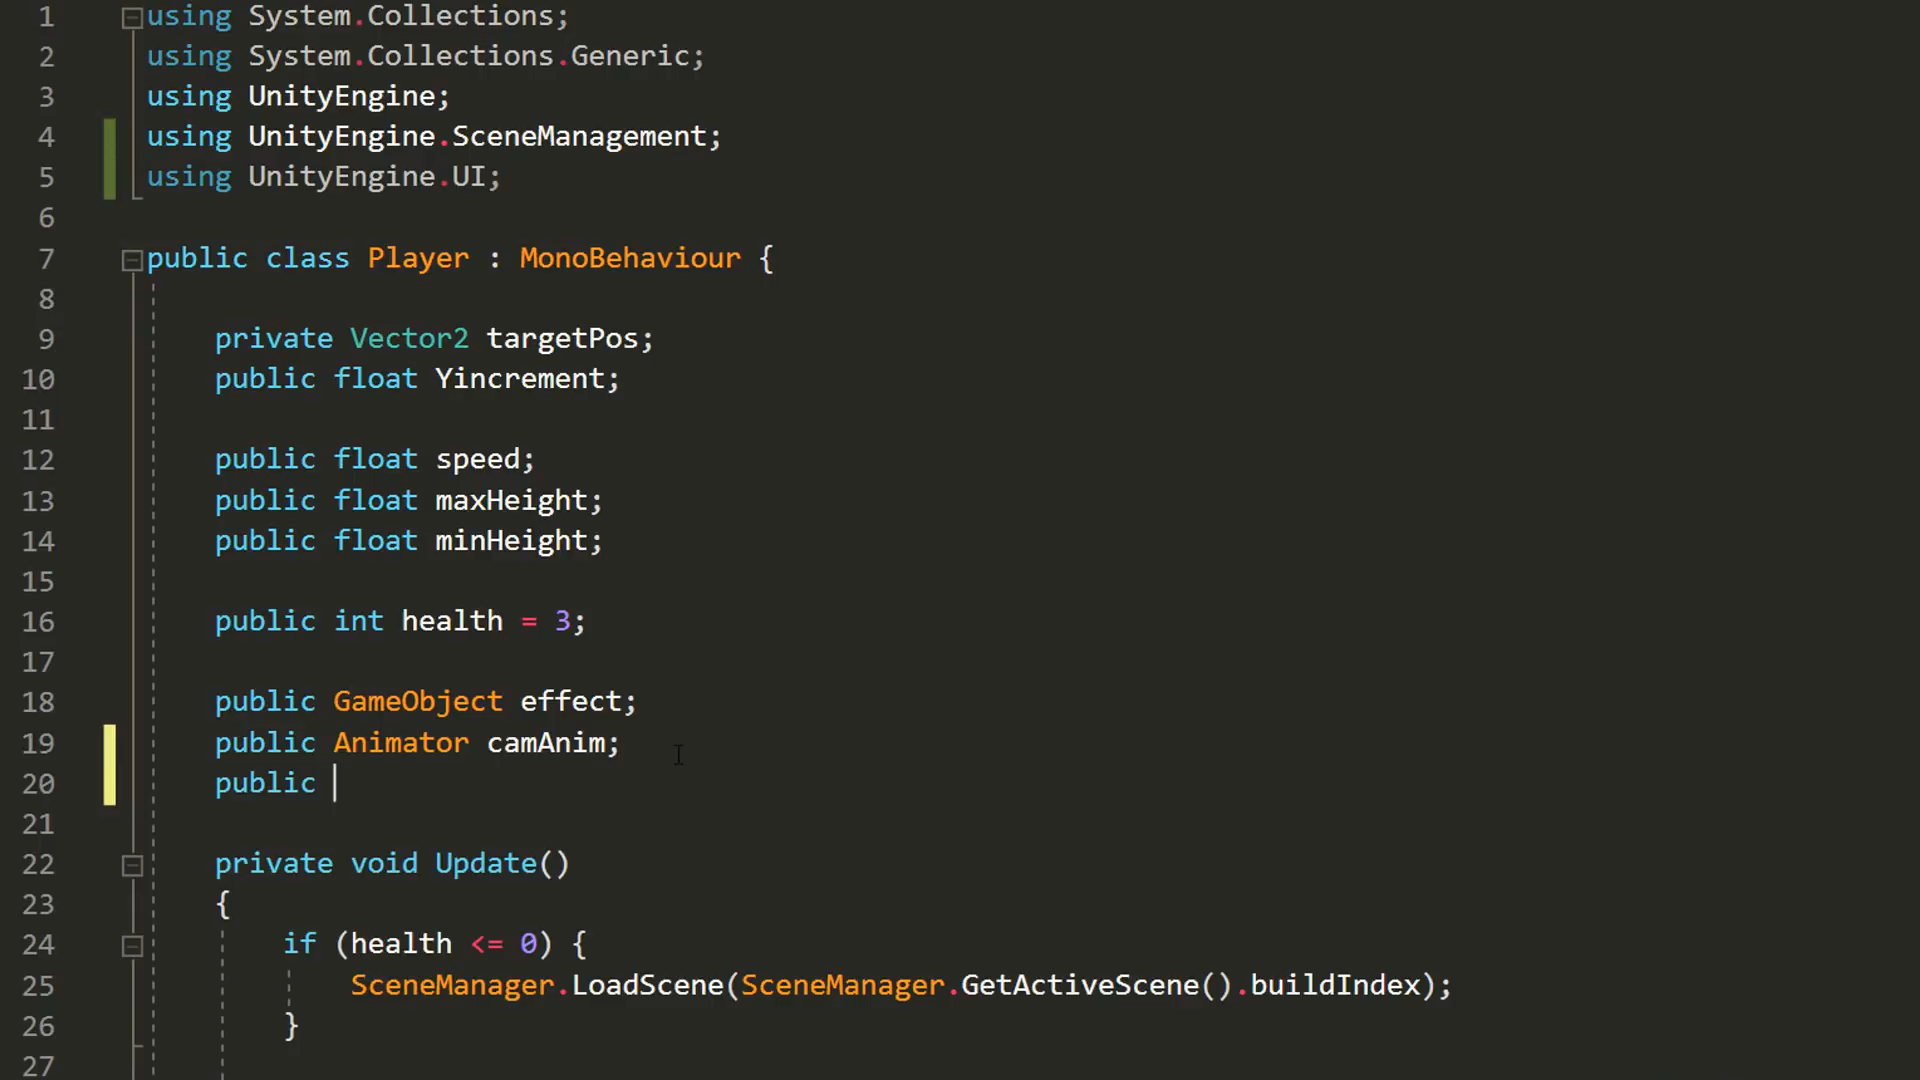 1 using System.Collections;
2 using System.Collections.Generic;
3 using UnityEngine;
4 using UnityEngine.SceneManagement;
5 using UnityEngine.UI;
6
7 public class Player : MonoBehaviour {
8
9 private Vector2 targetPos;
10 public float Yincrement;
11
12 public float speed;
13 public float maxHeight;
14 public float minHeight;
15
16 public int health = 3;
17
18 public GameObject effect;
19 public Animator camAnim;
20 public
21
22 private void Update()
23 {
24 if (health <= 0) {
25 SceneManager.LoadScene(SceneManager.GetActiveScene().buildIndex);
26 }
27